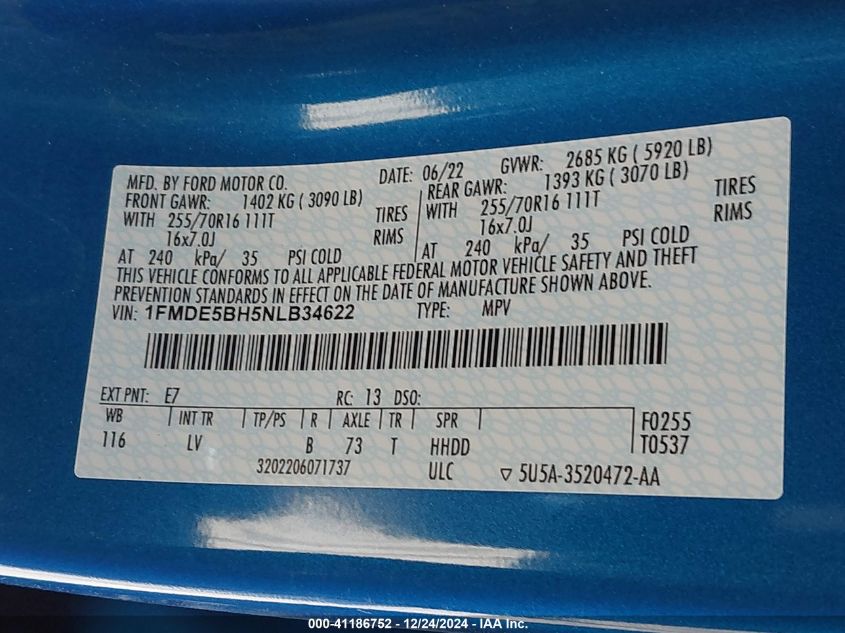 MFD. BY FORD MOTOR CO. DATE: 06/22 GVWR: 2685 KG ( 5920 LB)
FRONT GAWR: 1402 KG ( 3090 LB) REAR GAWR: 1393 KG ( 3070 LB)
WITH 255/70R16 111T TIRES WITH 255/70R16 111T TIRES
16x7.0J RIMS 16x7.0J RIMS
AT 240 kPa/ 35 PSI COLD AT 240 kPa/ 35 PSI COLD
THIS VEHICLE CONFORMS TO ALL APPLICABLE FEDERAL MOTOR VEHICLE SAFETY AND THEFT
PREVENTION STANDARDS IN EFFECT ON THE DATE OF MANUFACTURE SHOWN ABOVE.
VIN: 1FMDE5BH5NLB34622 TYPE: MPV
EXT PNT: E7 RC: 13 DSO:
WB INT TR TP/PS R AXLE TR SPR F0255
116 LV B 73 T HHDD T0537
3202206071737 ULC ▽ 5U5A-3520472-AA
000-41186752 - 12/24/2024 - IAA Inc.